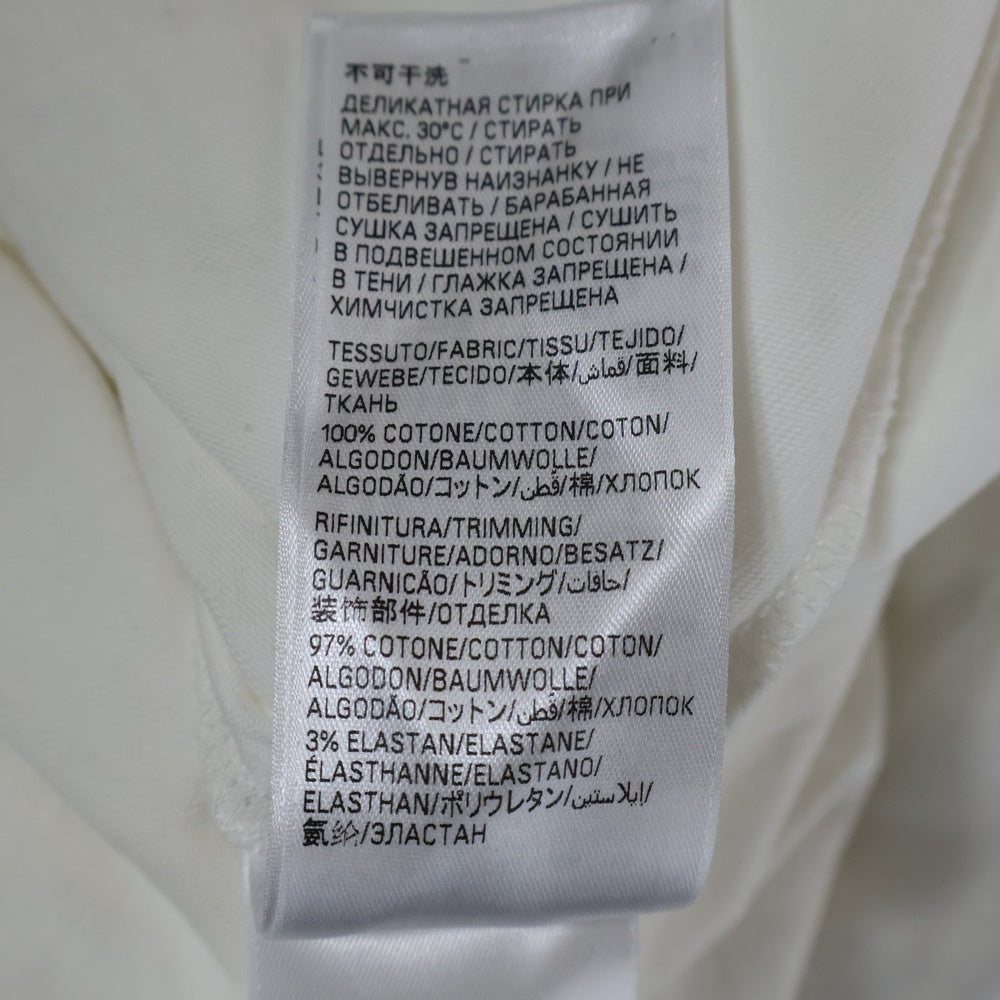 不可干洗
ДЕЛИКАТНАЯ СТИРКА ПРИ
МАКС. 30°C / СТИРАТЬ
ОТДЕЛЬНО / СТИРАТЬ
ВЫВЕРНУВ НАИЗНАНКУ / НЕ
ОТБЕЛИВАТЬ / БАРАБАННАЯ
СУШКА ЗАПРЕЩЕНА / СУШИТЬ
В ПОДВЕШЕННОМ СОСТОЯНИИ
В ТЕНИ / ГЛАЖКА ЗАПРЕЩЕНА /
ХИМЧИСТКА ЗАПРЕЩЕНА
TESSUTO/FABRIC/TISSU/TEJIDO/
GEWEBE/TECIDO/本体/قماش/面料/
ТКАНЬ
100% COTONE/COTTON/COTON/
ALGODON/BAUMWOLLE/
ALGODÃO/コットン/قُطن/棉/ХЛОПОК
RIFINITURA/TRIMMING/
GARNITURE/ADORNO/BESATZ/
GUARNICÃO/トリミング/حافات/
装饰部件/ОТДЕЛКА
97% COTONE/COTTON/COTON/
ALGODON/BAUMWOLLE/
ALGODÃO/コットン/قُطن/棉/ХЛОПОК
3% ELASTAN/ELASTANE/
ÉLASTHANNE/ELASTANO/
ELASTHAN/ポリウレタン/إيلاستين/
氨纶/ЭЛАСТАН